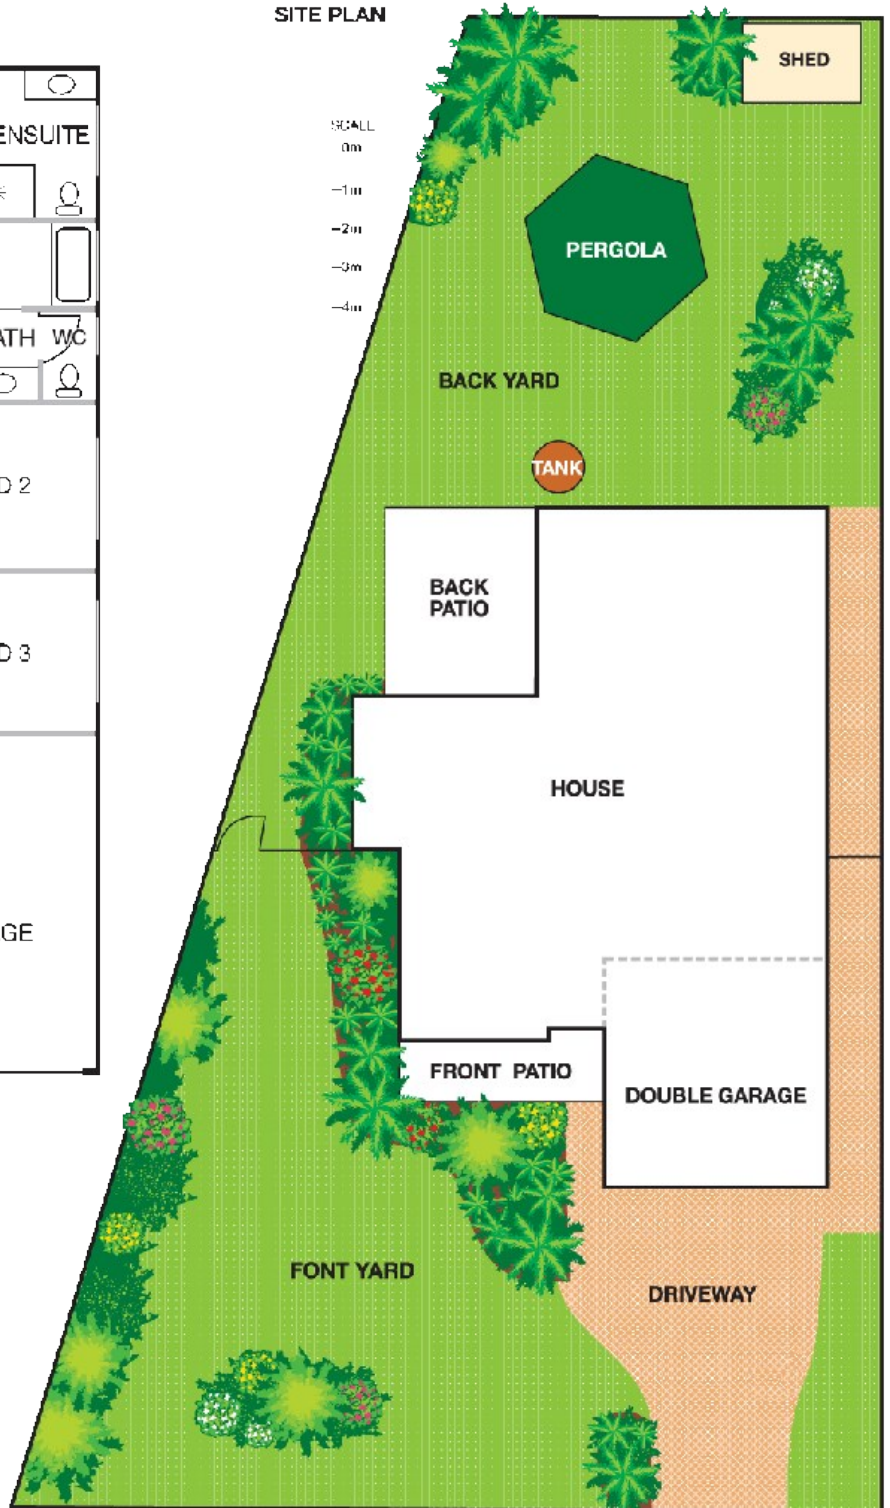 SITE PLAN
SHED
ENSUITE
SCALE
0m
1m
2m
3m
4m
PERGOLA
ATH WC
BACK YARD
TANK
D 2
BACK
PATIO
D 3
HOUSE
GE
FRONT PATIO
DOUBLE GARAGE
FONT YARD
DRIVEWAY